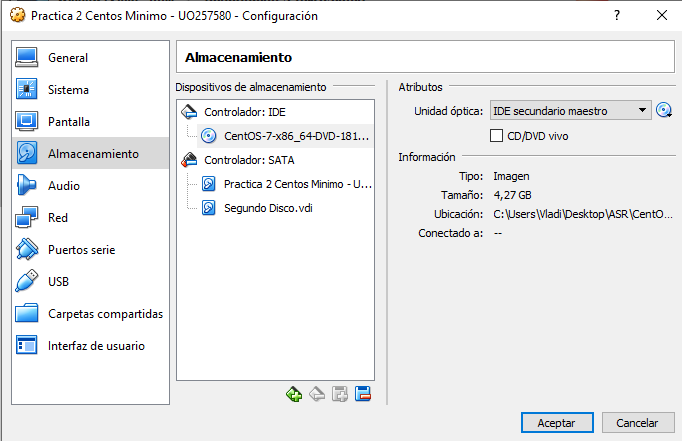 Practica 2 Centos Minimo - UO257580 - Configuración
General
Sistema
Pantalla
Almacenamiento
Audio
Red
Puertos serie
USB
Carpetas compartidas
Interfaz de usuario
Almacenamiento
Dispositivos de almacenamiento
Controlador: IDE
CentOS-7-x86_64-DVD-181...
Controlador: SATA
Practica 2 Centos Minimo - U...
Segundo Disco.vdi
Atributos
Unidad óptica: IDE secundario maestro
CD/DVD vivo
Información
Tipo: Imagen
Tamaño: 4,27 GB
Ubicación: C:\Users\Vladi\Desktop\ASR\CentO...
Conectado a: --
Aceptar Cancelar